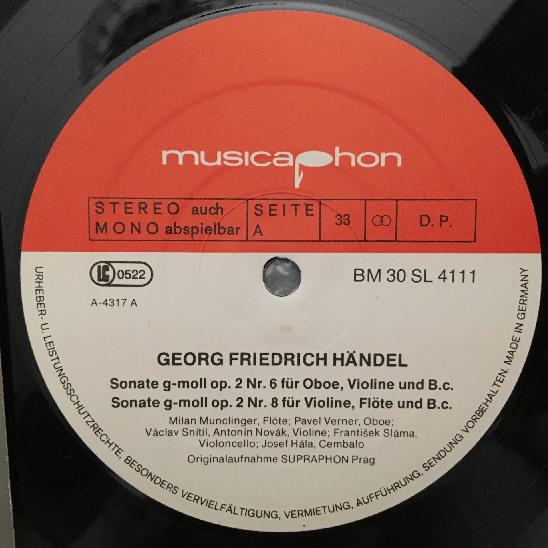 musicaphon
STEREO auch
MONO abspielbar
SEITE
A
33
D. P.
LC 0522
A-4317 A
BM 30 SL 4111
GEORG FRIEDRICH HÄNDEL
Sonate g-moll op. 2 Nr. 6 für Oboe, Violine und B.c.
Sonate g-moll op. 2 Nr. 8 für Violine, Flöte und B.c.
Milan Munclinger, Flöte; Pavel Verner, Oboe;
Václav Snítil, Antonín Novák, Violine; František Sláma,
Violoncello; Josef Hála, Cembalo
Originalaufnahme SUPRAPHON Prag
URHEBER- U. LEISTUNGSSCHUTZRECHTE, BESONDERS VERVIELFÄLTIGUNG, VERMIETUNG, AUFFÜHRUNG, SENDUNG VORBEHALTEN. MADE IN GERMANY